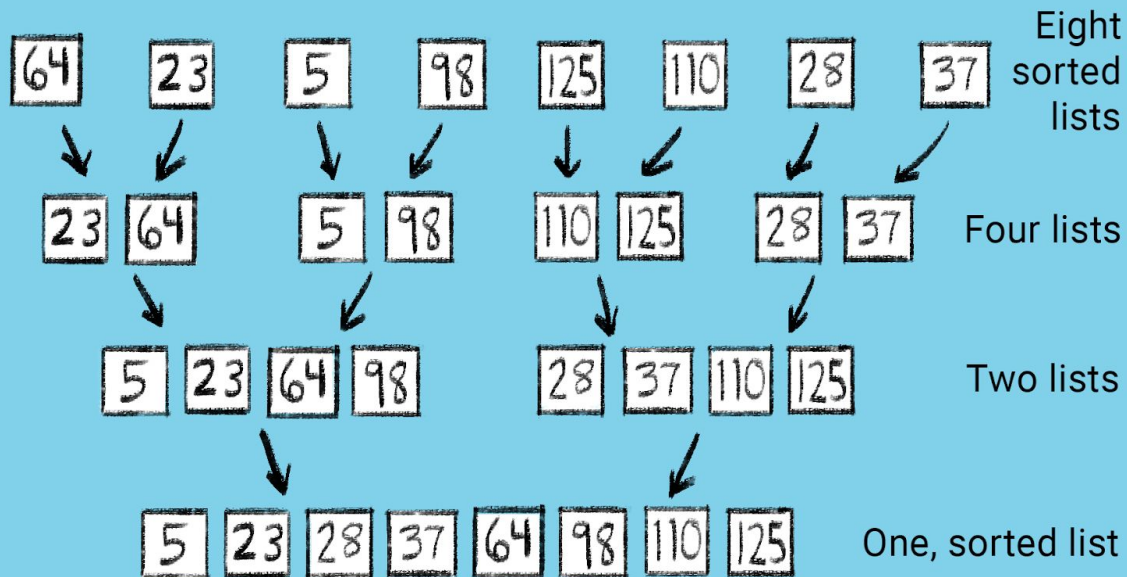 64 23 5 98 125 110 28 37
Eight
sorted
lists
23 64 5 98 110 125 28 37
Four lists
5 23 64 98 28 37 110 125
Two lists
5 23 28 37 64 98 110 125
One, sorted list